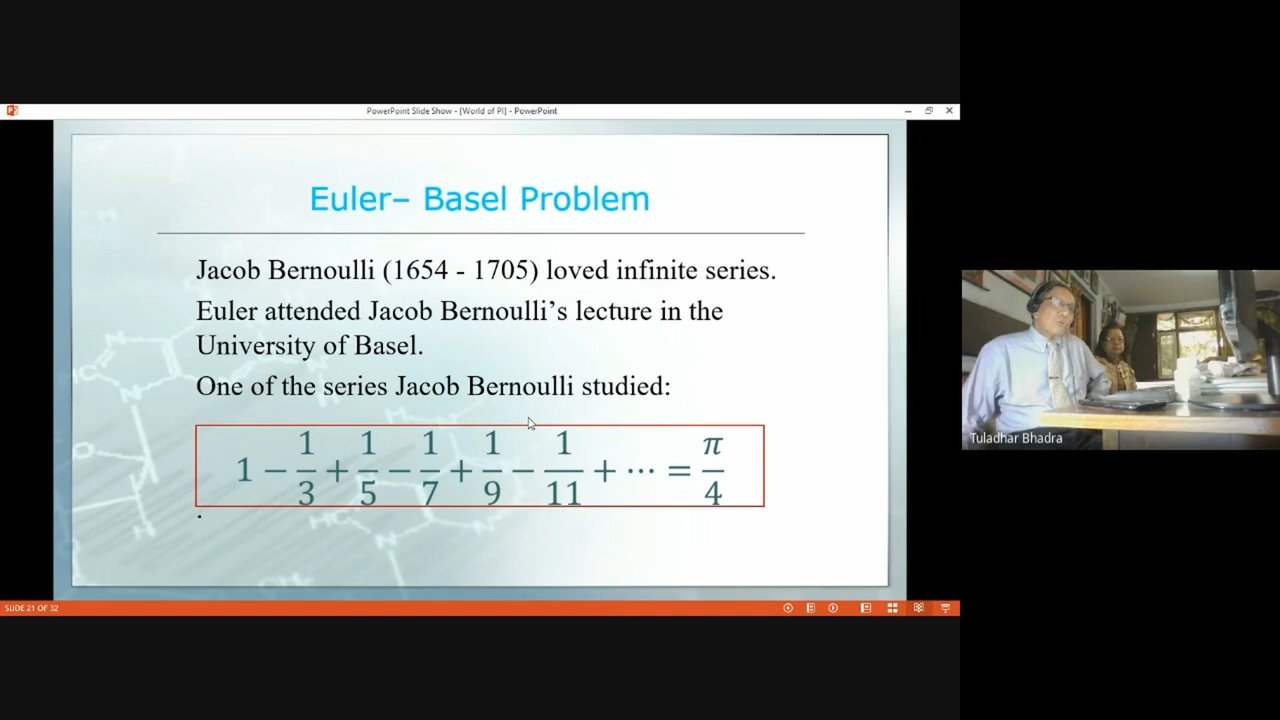 PowerPoint Slide Show - [World of PI] - PowerPoint
Euler– Basel Problem
Jacob Bernoulli (1654 - 1705) loved infinite series.
Euler attended Jacob Bernoulli’s lecture in the
University of Basel.
One of the series Jacob Bernoulli studied:
1 − 1/3 + 1/5 − 1/7 + 1/9 − 1/11 + ⋯ = π/4
.
SLIDE 21 OF 32
Tuladhar Bhadra